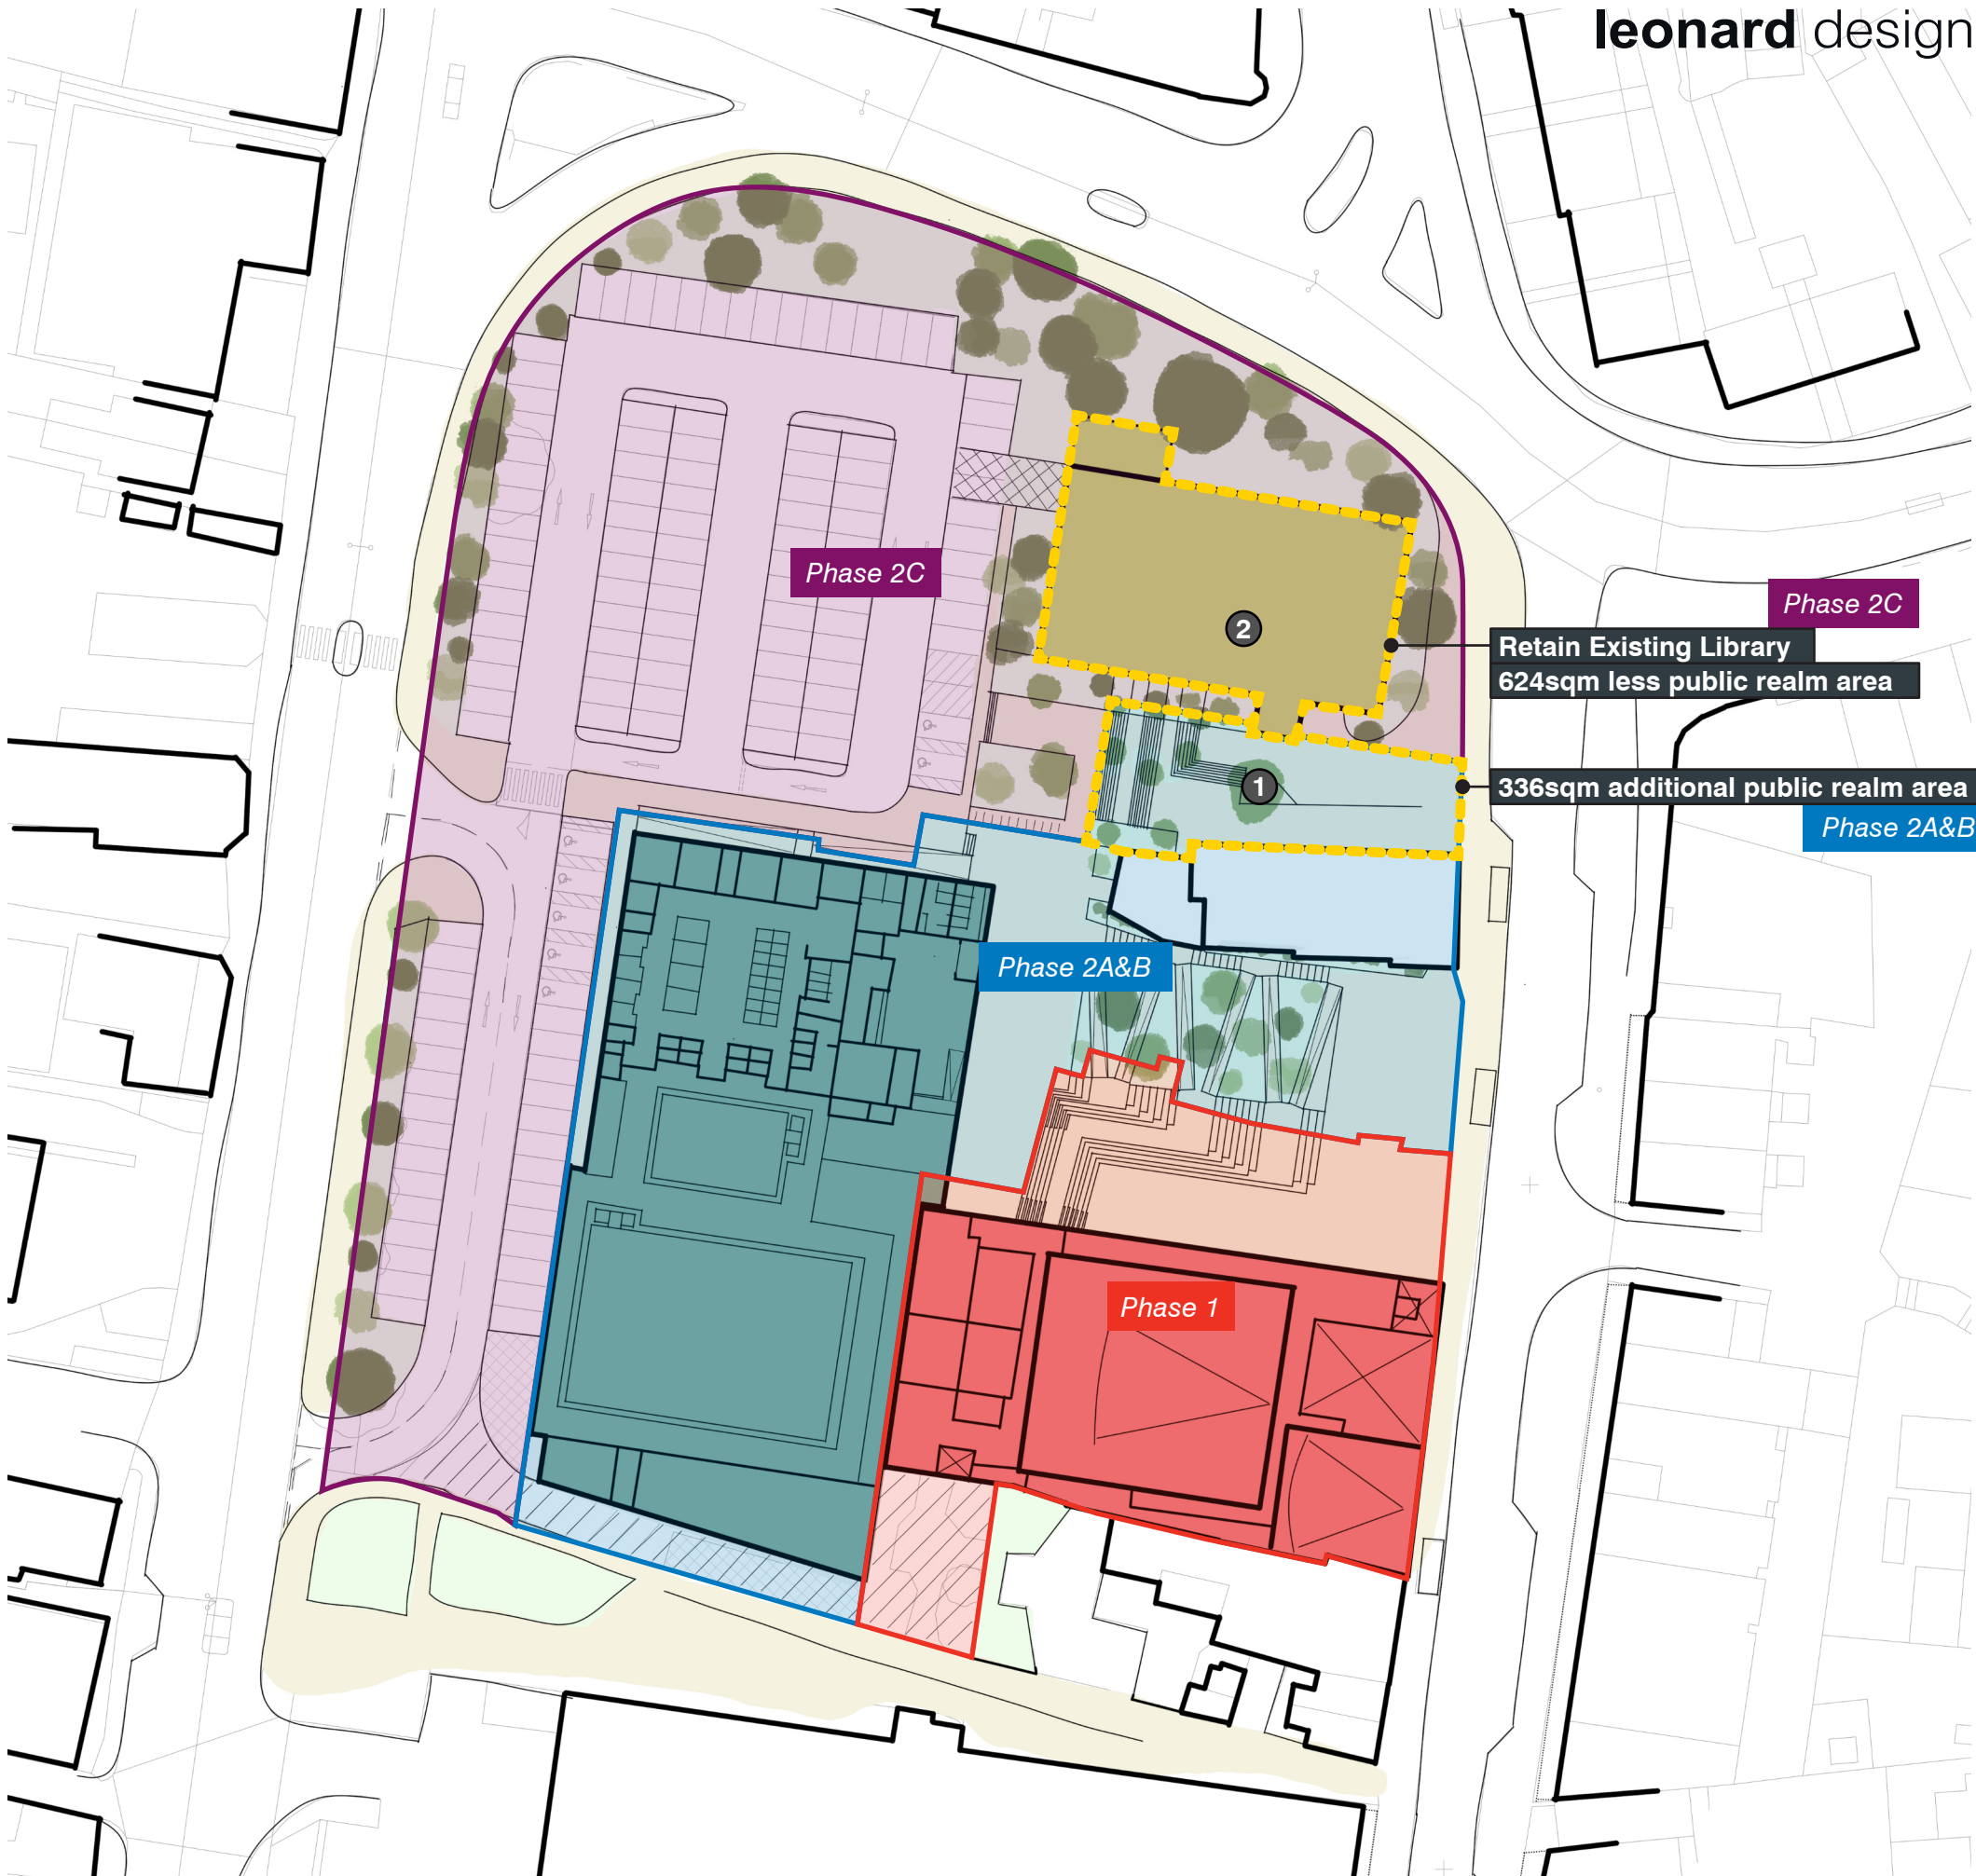 leonard design
Phase 2C
Phase 2C
2
Retain Existing Library
624sqm less public realm area
1
336sqm additional public realm area
Phase 2A&B
Phase 2A&B
Phase 1